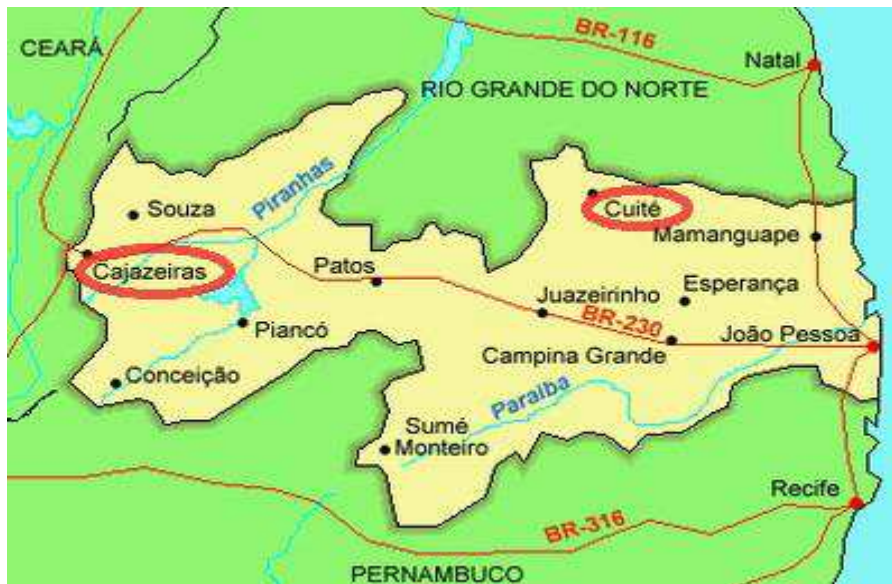 BR-116
CEARÁ
Natal
RIO GRANDE DO NORTE
Piranhas
Souza
Cuité
Mamanguape
Cajazeiras
Patos
Esperança
Juazeirinho
BR-230
Piancó
João Pessoa
Campina Grande
Conceição
Paraiba
Sumé
Monteiro
Recife
BR-316
PERNAMBUCO